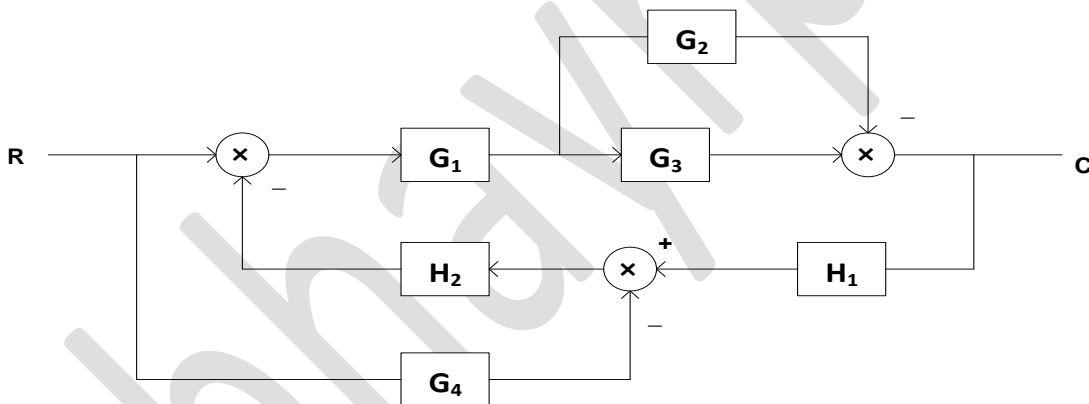 G₂
−
R × G₁ G₃ × C
−
H₂ × + H₁
−
G₄